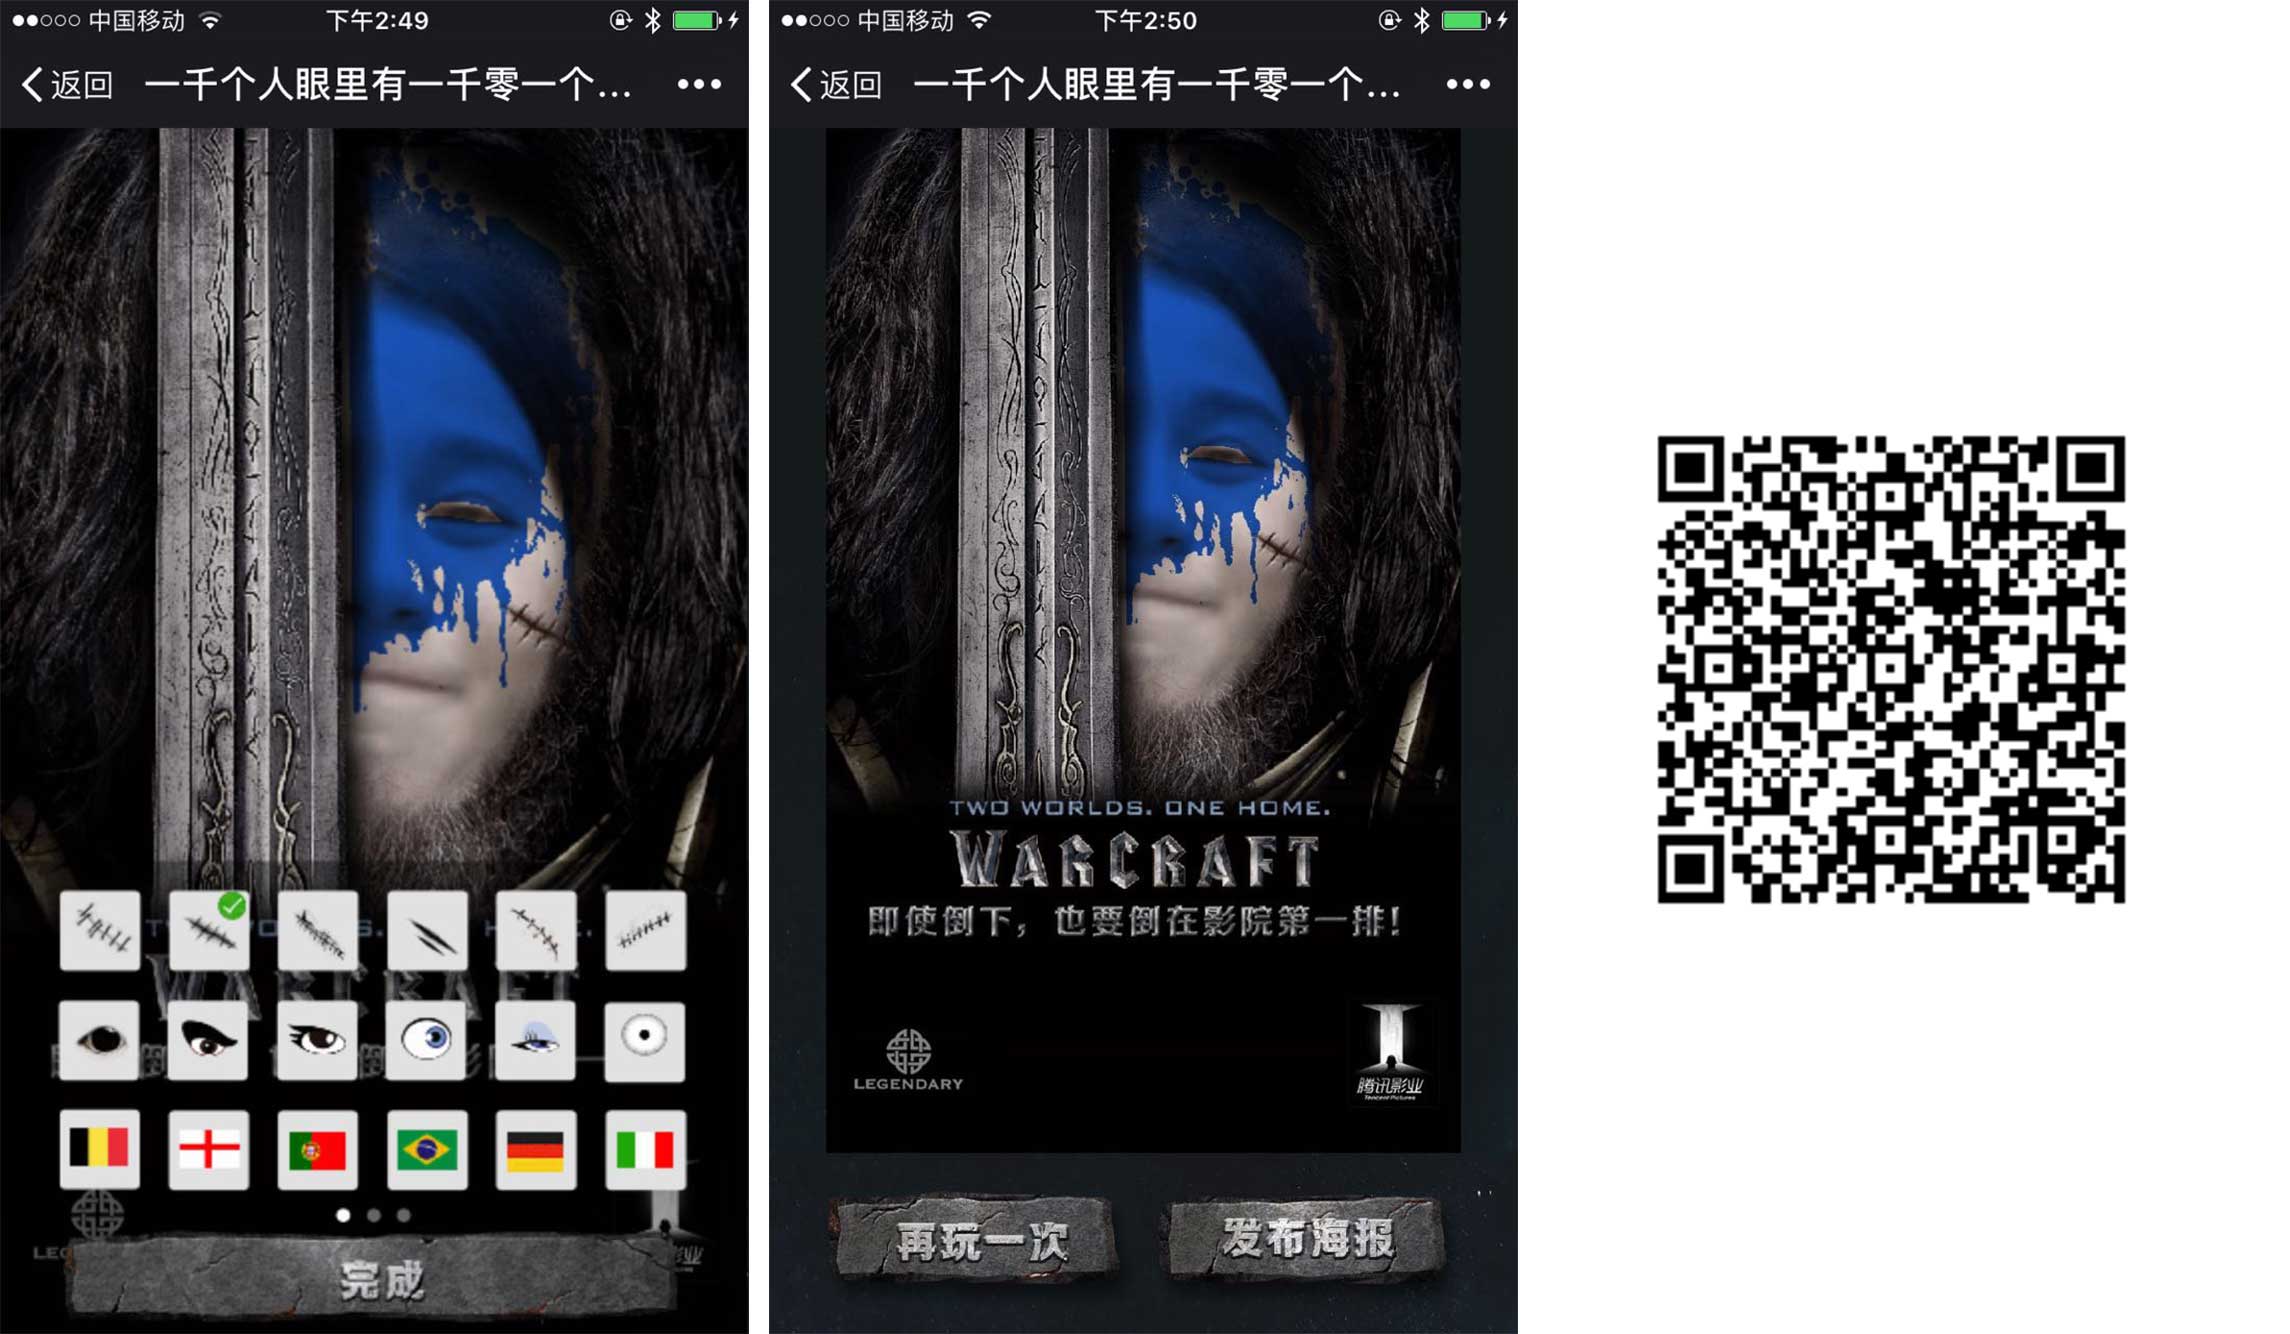 中国移动 下午2:49
返回 一千个人眼里有一千零一个...
完成
中国移动 下午2:50
返回 一千个人眼里有一千零一个...
TWO WORLDS. ONE HOME.
WARCRAFT
即使倒下，也要倒在影院第一排！
LEGENDARY
腾讯影业
Tencent Pictures
再玩一次 发布海报